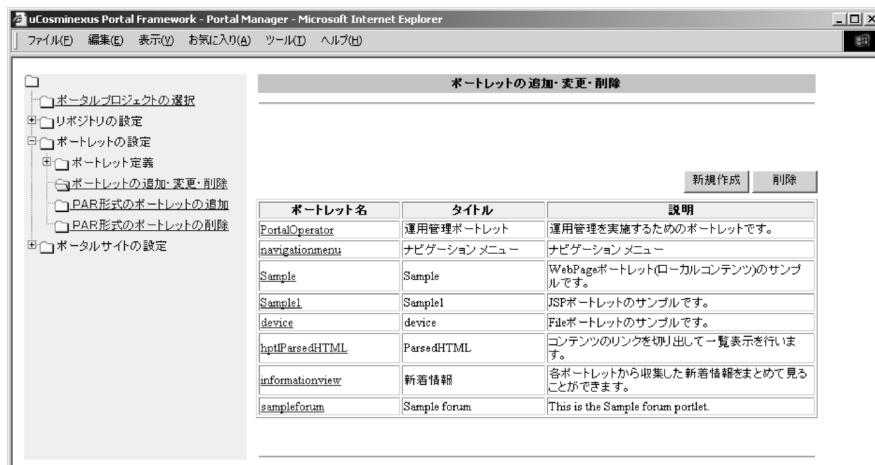 uCosminexus Portal Framework - Portal Manager - Microsoft Internet Explorer
ファイル(F) 編集(E) 表示(V) お気に入り(A) ツール(T) ヘルプ(H)
ポータルプロジェクトの選択
リポジトリの設定
ポートレットの設定
ポートレット定義
ポートレットの追加・変更・削除
PAR形式のポートレットの追加
PAR形式のポートレットの削除
ポータルサイトの設定
ポートレットの追加・変更・削除
新規作成 削除
ポートレット名 タイトル 説明
PortalOperator 運用管理ポートレット 運用管理を実施するためのポートレットです。
navigationmenu ナビゲーション メニュー ナビゲーション メニュー
Sample Sample WebPageポートレット(ローカルコンテンツ)のサンプ
ルです。
Sample1 Sample1 JSPポートレットのサンプルです。
device device Fileポートレットのサンプルです。
hptlParsedHTML ParsedHTML コンテンツのリンクを切り出して一覧表示を行いま
す。
informationview 新着情報 各ポートレットから収集した新着情報をまとめて見る
ことができます。
sampleforum Sample forum This is the Sample forum portlet.